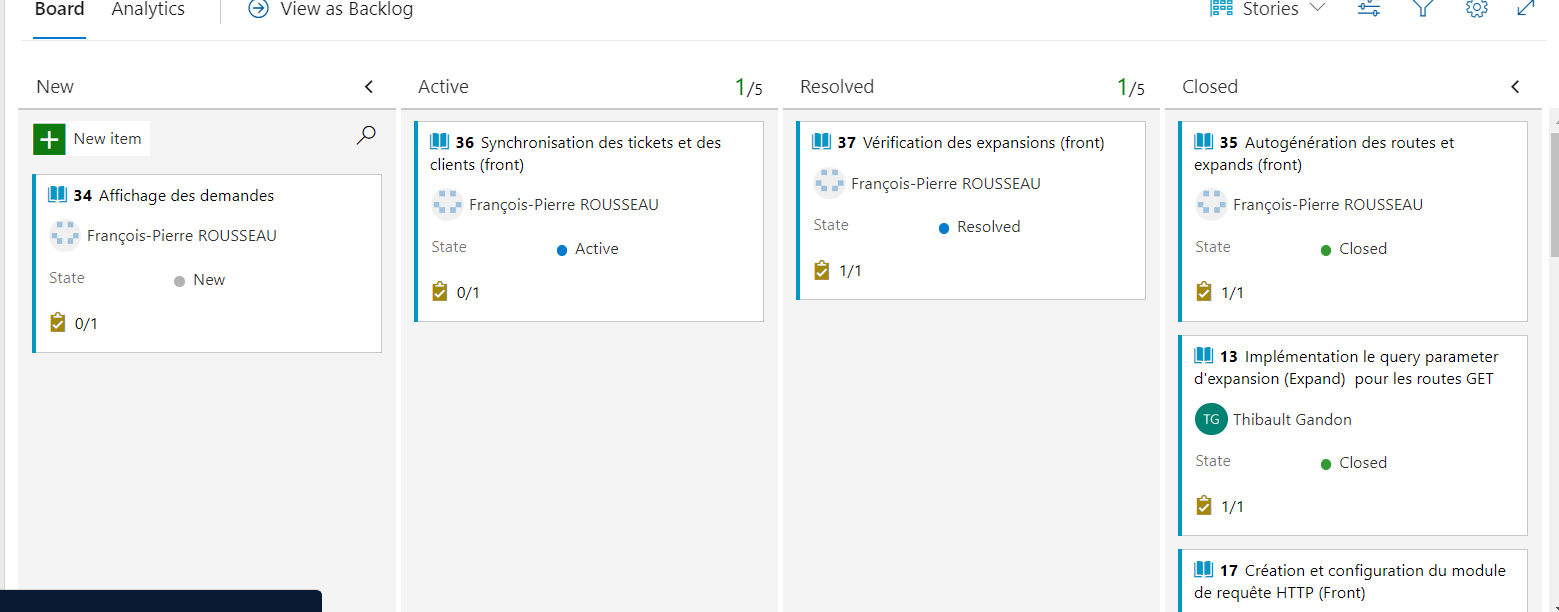 Board Analytics View as Backlog Stories
New
New item
34 Affichage des demandes
François-Pierre ROUSSEAU
State New
0/1
Active 1/5
36 Synchronisation des tickets et des
clients (front)
François-Pierre ROUSSEAU
State Active
0/1
Resolved 1/5
37 Vérification des expansions (front)
François-Pierre ROUSSEAU
State Resolved
1/1
Closed
35 Autogénération des routes et
expands (front)
François-Pierre ROUSSEAU
State Closed
1/1
13 Implémentation le query parameter
d'expansion (Expand) pour les routes GET
TG Thibault Gandon
State Closed
1/1
17 Création et configuration du module
de requête HTTP (Front)